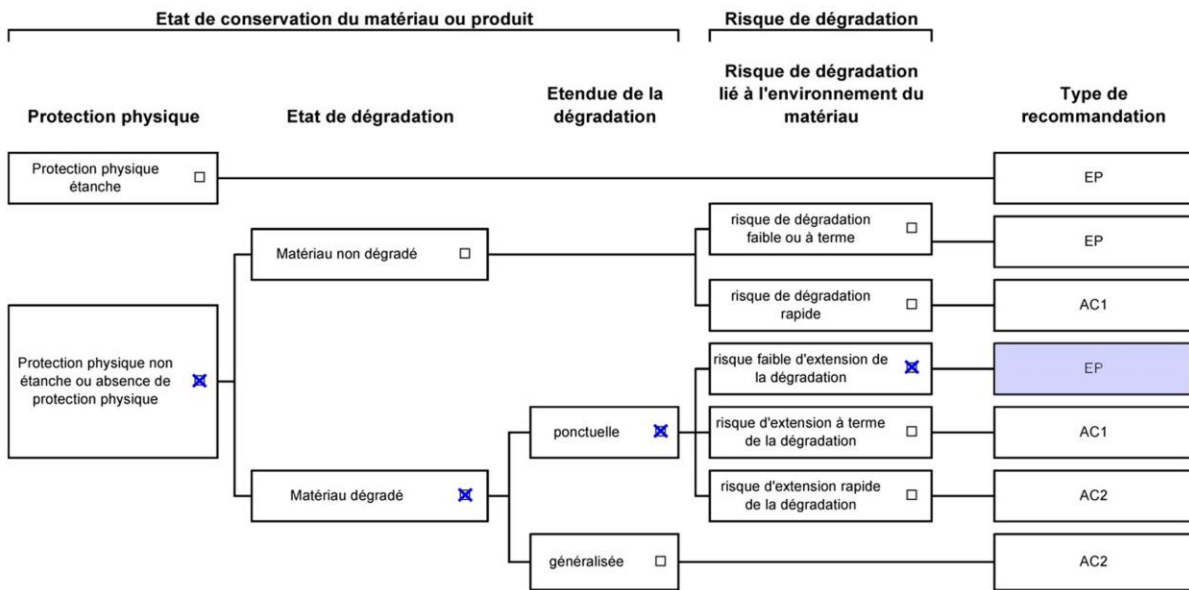 Etat de conservation du matériau ou produit
Risque de dégradation
Protection physique
Etat de dégradation
Etendue de la
dégradation
Risque de dégradation
lié à l'environnement du
matériau
Type de
recommandation
Protection physique
étanche
EP
Matériau non dégradé
risque de dégradation
faible ou à terme
EP
risque de dégradation
rapide
AC1
Protection physique non
étanche ou absence de
protection physique
risque faible d'extension de
la dégradation
EP
ponctuelle
risque d'extension à terme
de la dégradation
AC1
Matériau dégradé
risque d'extension rapide
de la dégradation
AC2
généralisée
AC2